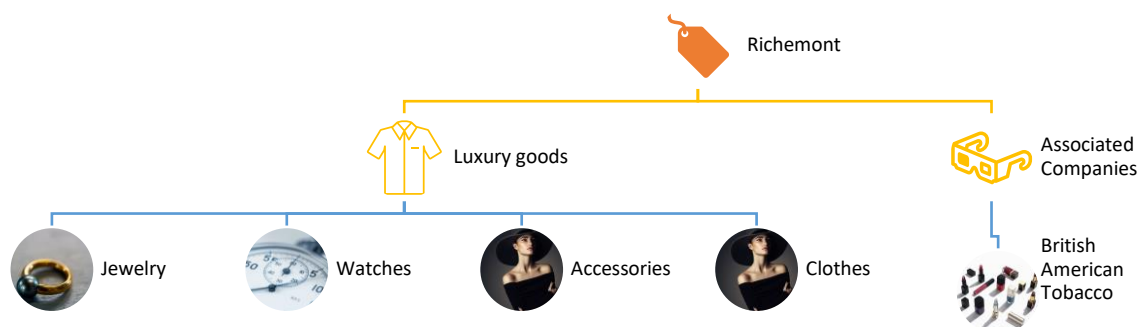 Richemont
Luxury goods
Associated
Companies
Jewelry
Watches
Accessories
Clothes
British
American
Tobacco